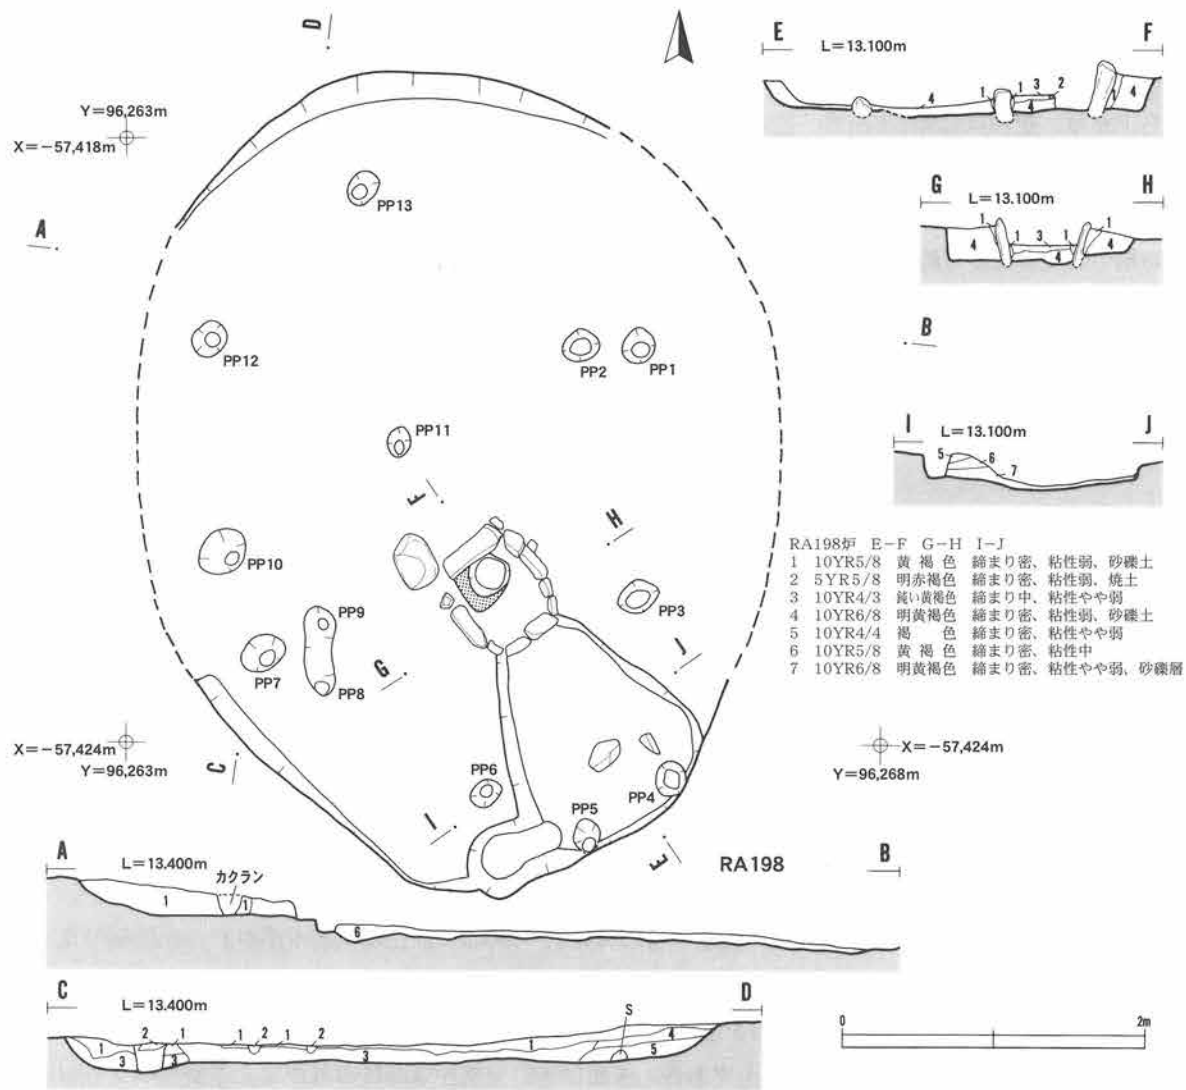 D
E
L＝13.100m
F
1
1
3
2
4
4
4
Y＝96,263m
X＝−57,418m
A
PP13
G
L＝13.100m
H
1
1
3
1
4
4
4
B
PP12
PP2
PP1
PP11
I
L＝13.100m
J
5
6
7
F
H
PP10
PP9
PP3
PP7
PP8
G
J
RA198炉 E−F G−H I−J
1 10YR5/8 黄褐色 締まり密、粘性弱、砂礫土
2 5YR5/8 明赤褐色 締まり密、粘性弱、焼土
3 10YR4/3 鈍い黄褐色 締まり中、粘性やや弱
4 10YR6/8 明黄褐色 締まり密、粘性弱、砂礫土
5 10YR4/4 褐色 締まり密、粘性やや弱
6 10YR5/8 黄褐色 締まり密、粘性中
7 10YR6/8 明黄褐色 締まり密、粘性やや弱、砂礫層
X＝−57,424m
Y＝96,263m
C
X＝−57,424m
Y＝96,268m
PP6
PP4
PP5
I
E
RA198
A
L＝13.400m
B
カクラン
1
1
6
C
L＝13.400m
D
S
1
2
1
1
2
1
2
1
4
3
3
3
5
0
2m